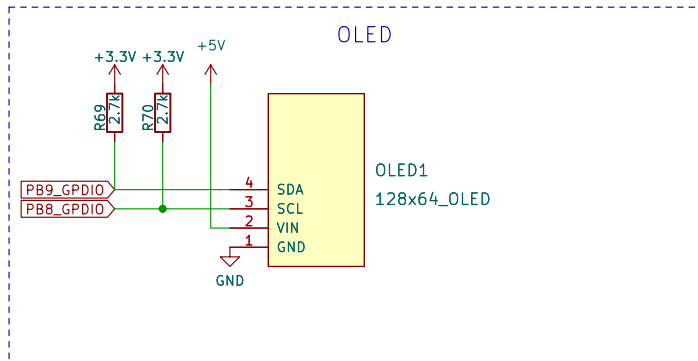 OLED
+3.3V
+3.3V
+5V
R69
2.7k
R70
2.7k
OLED1
128x64_OLED
PB9_GPDIO
4
SDA
PB8_GPDIO
3
SCL
2
VIN
1
GND
GND